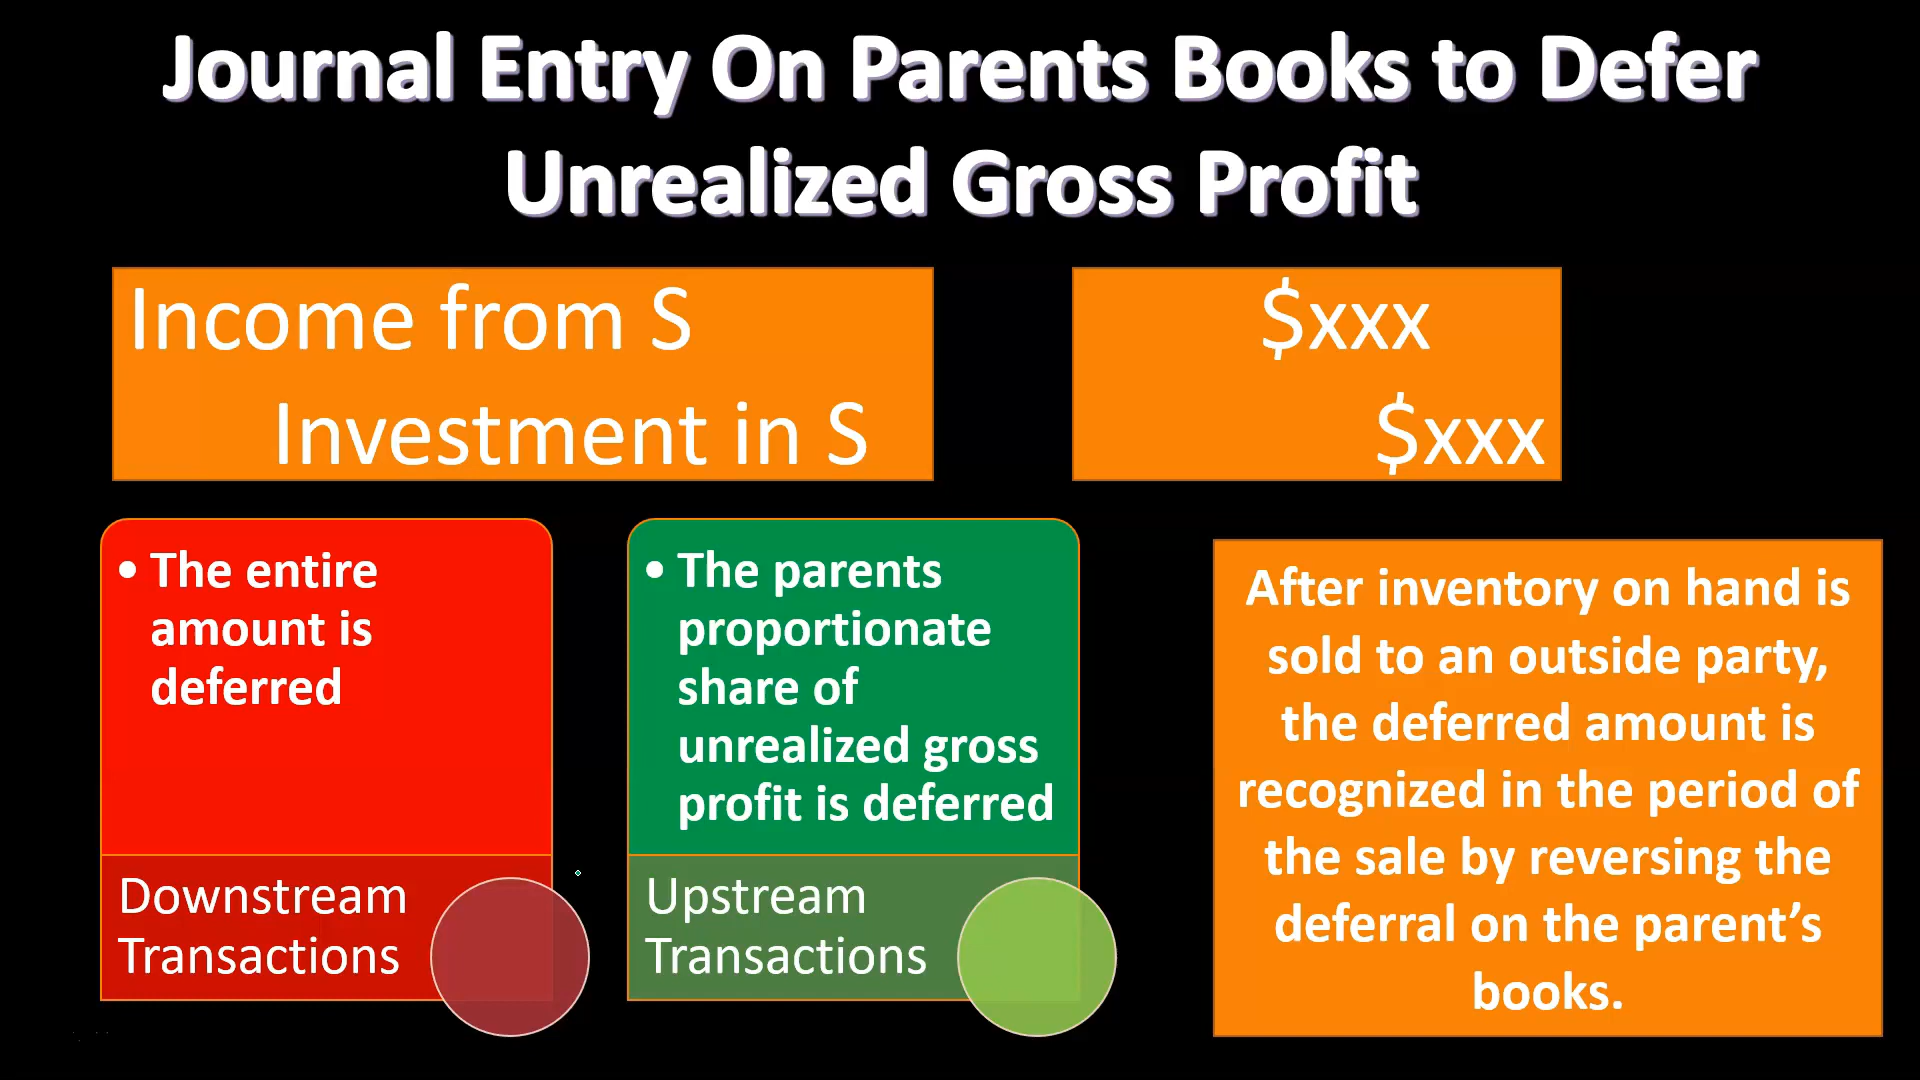 Journal Entry On Parents Books to Defer
Unrealized Gross Profit
Income from S
$xxx
Investment in S
$xxx
• The entire
amount is
deferred
Downstream
Transactions
• The parents
proportionate
share of
unrealized gross
profit is deferred
Upstream
Transactions
After inventory on hand is
sold to an outside party,
the deferred amount is
recognized in the period of
the sale by reversing the
deferral on the parent’s
books.